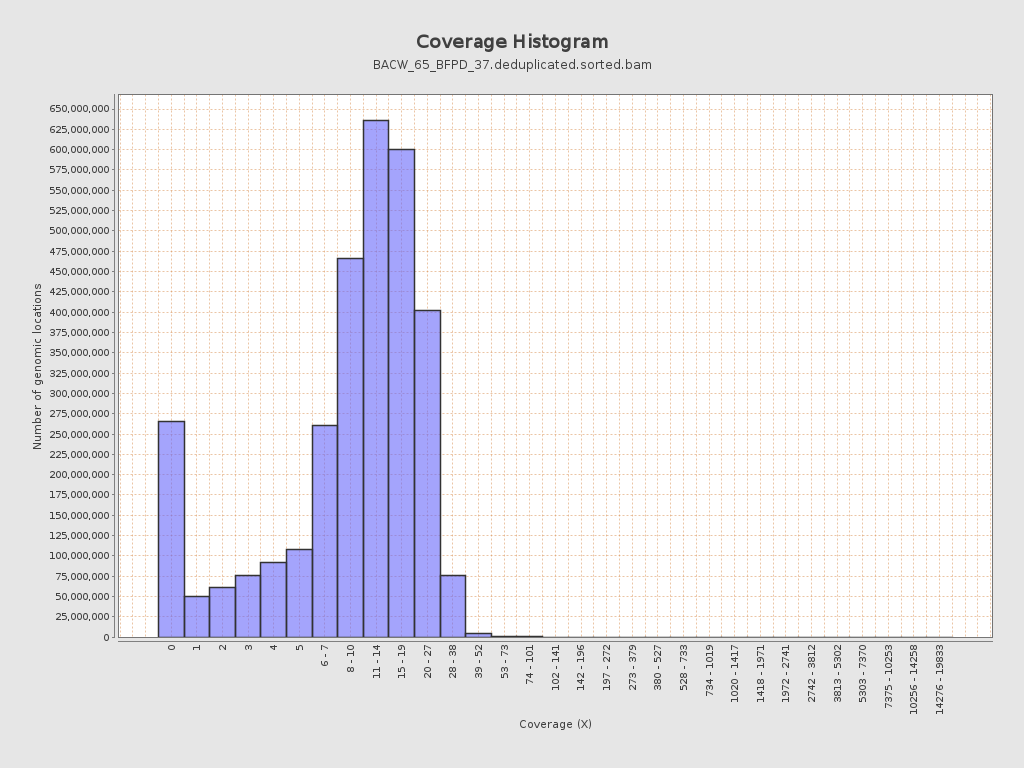 Coverage Histogram
BACW_65_BFPD_37.deduplicated.sorted.bam
650,000,000
625,000,000
600,000,000
575,000,000
550,000,000
525,000,000
500,000,000
475,000,000
450,000,000
425,000,000
400,000,000
375,000,000
350,000,000
325,000,000
300,000,000
275,000,000
250,000,000
225,000,000
200,000,000
175,000,000
150,000,000
125,000,000
100,000,000
75,000,000
50,000,000
25,000,000
0
Number of genomic locations
0
1
2
3
4
5
6 - 7
8 - 10
11 - 14
15 - 19
20 - 27
28 - 38
39 - 52
53 - 73
74 - 101
102 - 141
142 - 196
197 - 272
273 - 379
380 - 527
528 - 733
734 - 1019
1020 - 1417
1418 - 1971
1972 - 2741
2742 - 3812
3813 - 5302
5303 - 7370
7375 - 10253
10256 - 14258
14276 - 19833
Coverage (X)